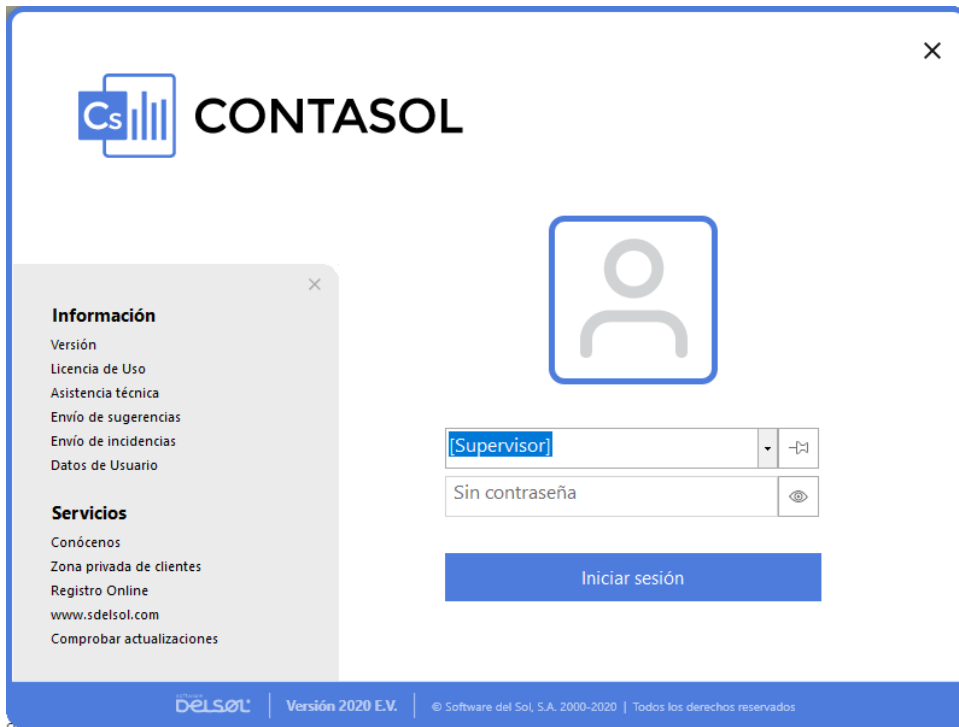 Cs CONTASOL
Información
Versión
Licencia de Uso
Asistencia técnica
Envío de sugerencias
Envío de incidencias
Datos de Usuario
Servicios
Conócenos
Zona privada de clientes
Registro Online
www.sdelsol.com
Comprobar actualizaciones
[Supervisor]
Sin contraseña
Iniciar sesión
software
DELSOL
Versión 2020 E.V.
© Software del Sol, S.A. 2000-2020 | Todos los derechos reservados